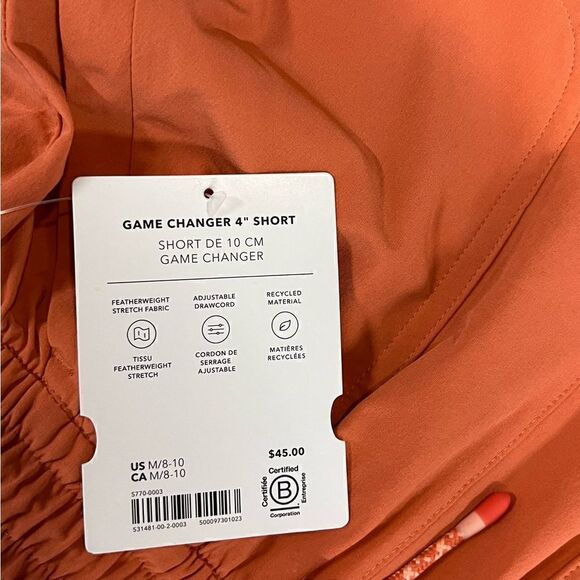 GAME CHANGER 4" SHORT
SHORT DE 10 CM
GAME CHANGER
FEATHERWEIGHT
STRETCH FABRIC
TISSU
FEATHERWEIGHT
STRETCH
ADJUSTABLE
DRAWCORD
CORDON DE
SERRAGE
AJUSTABLE
RECYCLED
MATERIAL
MATIÈRES
RECYCLÉES
US M/8-10
CA M/8-10
$45.00
S770-0003
531481-00-2-0003 500097301023
Certified
Certifiée
B
Entreprise
Corporation